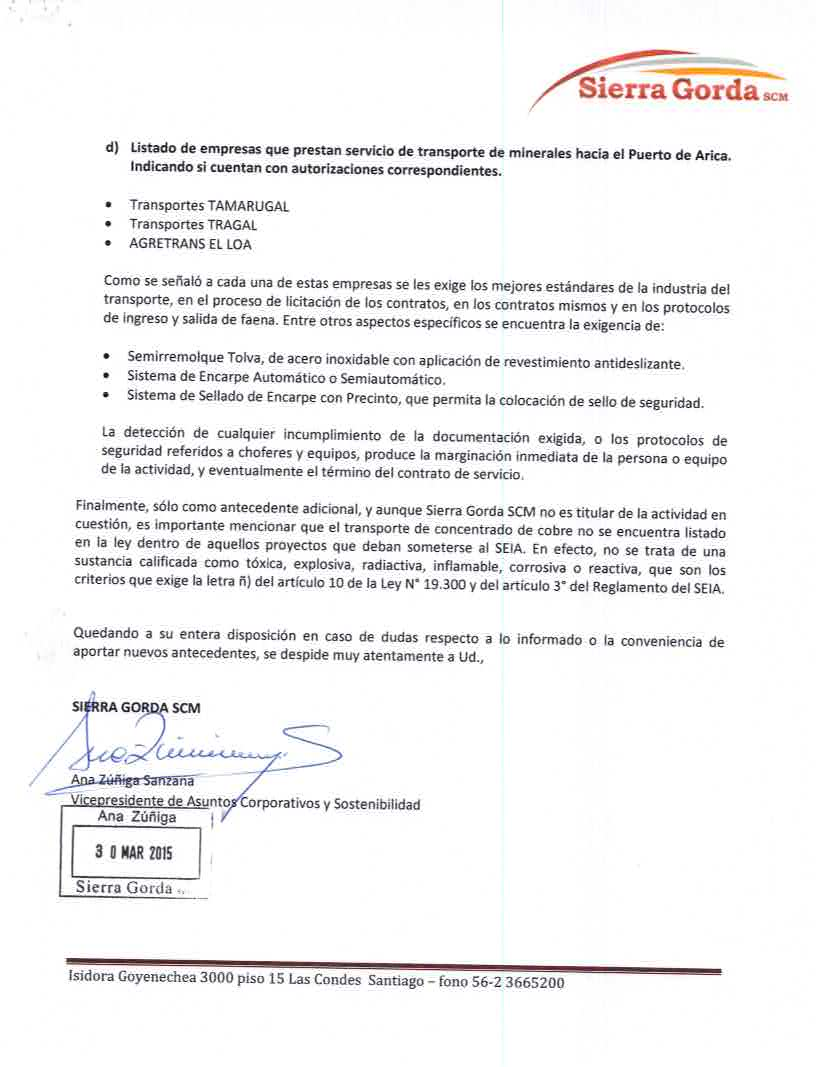 Sierra Gorda SCM
d) Listado de empresas que prestan servicio de transporte de minerales hacia el Puerto de Arica.
Indicando si cuentan con autorizaciones correspondientes.
• Transportes TAMARUGAL
• Transportes TRAGAL
• AGRETRANS EL LOA
Como se señaló a cada una de estas empresas se les exige los mejores estándares de la industria del
transporte, en el proceso de licitación de los contratos, en los contratos mismos y en los protocolos
de ingreso y salida de faena. Entre otros aspectos específicos se encuentra la exigencia de:
• Semirremolque Tolva, de acero inoxidable con aplicación de revestimiento antideslizante.
• Sistema de Encarpe Automático o Semiautomático.
• Sistema de Sellado de Encarpe con Precinto, que permita la colocación de sello de seguridad.
La detección de cualquier incumplimiento de la documentación exigida, o los protocolos de
seguridad referidos a choferes y equipos, produce la marginación inmediata de la persona o equipo
de la actividad, y eventualmente el término del contrato de servicio.
Finalmente, sólo como antecedente adicional, y aunque Sierra Gorda SCM no es titular de la actividad en
cuestión, es importante mencionar que el transporte de concentrado de cobre no se encuentra listado
en la ley dentro de aquellos proyectos que deban someterse al SEIA. En efecto, no se trata de una
sustancia calificada como tóxica, explosiva, radiactiva, inflamable, corrosiva o reactiva, que son los
criterios que exige la letra ñ) del artículo 10 de la Ley N° 19.300 y del artículo 3° del Reglamento del SEIA.
Quedando a su entera disposición en caso de dudas respecto a lo informado o la conveniencia de
aportar nuevos antecedentes, se despide muy atentamente a Ud.,
SIERRA GORDA SCM
Ana Zúñiga Sanzana
Vicepresidente de Asuntos Corporativos y Sostenibilidad
Ana Zúñiga
30 MAR 2015
Sierra Gorda
Isidora Goyenechea 3000 piso 15 Las Condes Santiago – fono 56-2 3665200